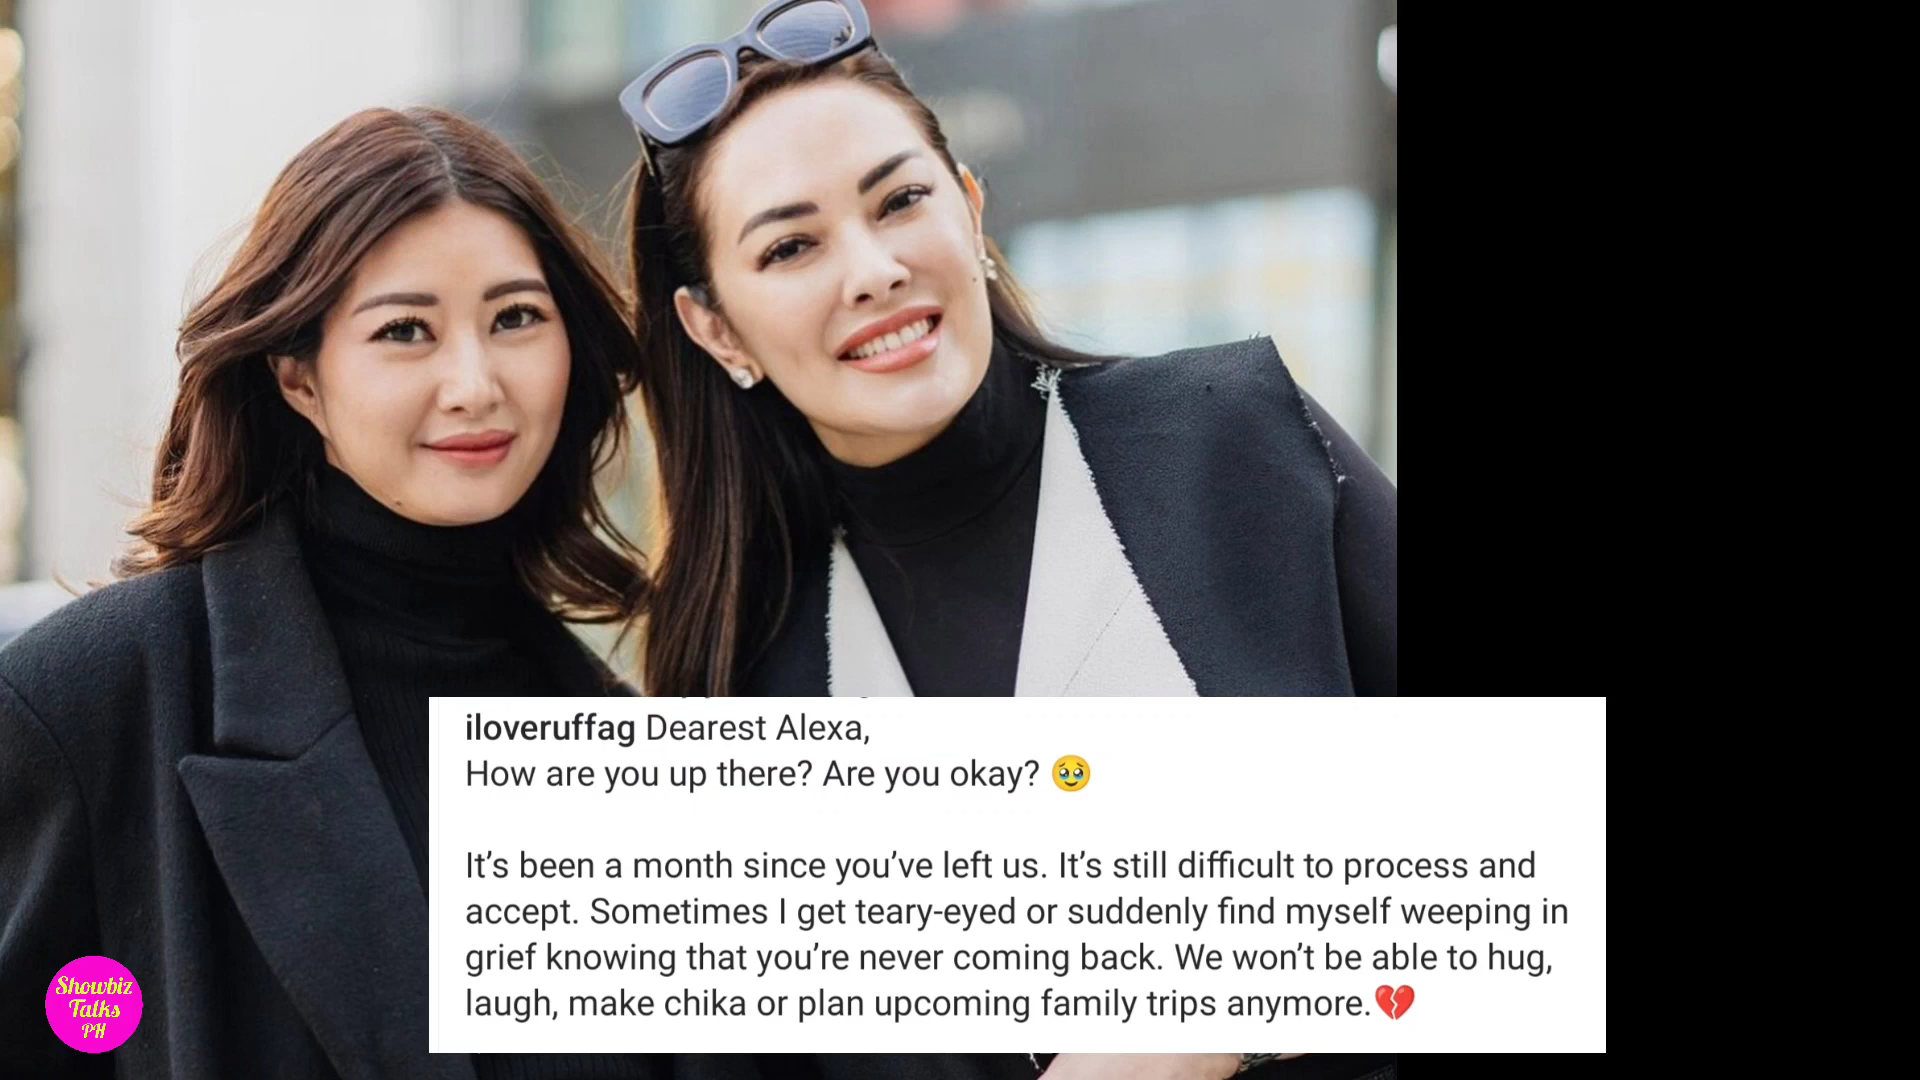 iloveruffag Dearest Alexa,
How are you up there? Are you okay? 🥹
It’s been a month since you’ve left us. It’s still difficult to process and
accept. Sometimes I get teary-eyed or suddenly find myself weeping in
grief knowing that you’re never coming back. We won’t be able to hug,
laugh, make chika or plan upcoming family trips anymore.💔
Showbiz
Talks
PH